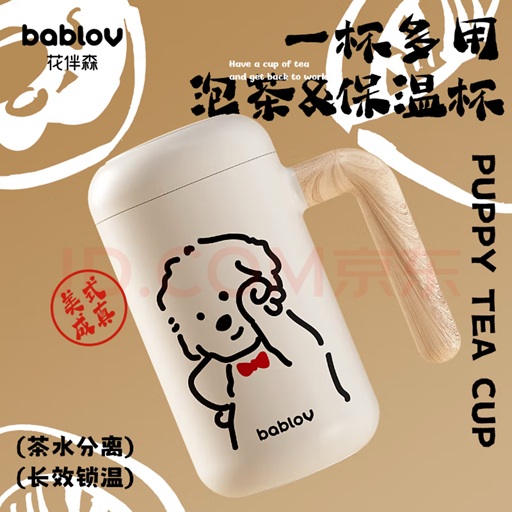 bablov
花伴森
一杯多用
Have a cup of tea
and get back to work
泡茶&保温杯
PUPPY TEA CUP
JD.COM京东
美式
成真
bablov
(茶水分离)
(长效锁温)